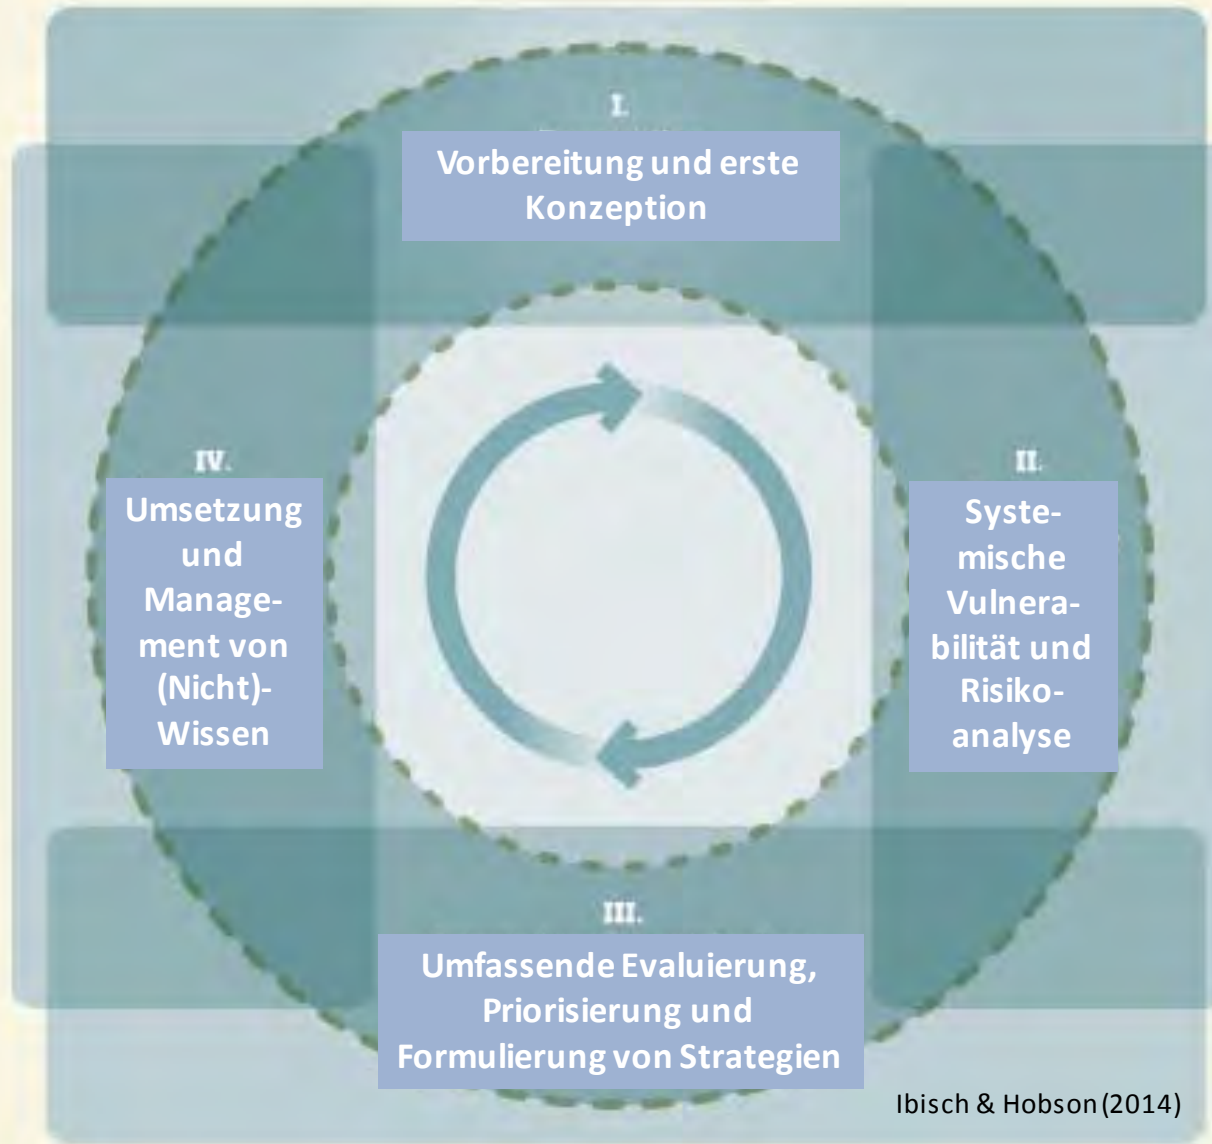 I.
Vorbereitung und erste
Konzeption
II.
Syste-
mische
Vulnera-
bilität und
Risiko-
analyse
III.
Umfassende Evaluierung,
Priorisierung und
Formulierung von Strategien
IV.
Umsetzung
und
Manage-
ment von
(Nicht)-
Wissen
Ibisch & Hobson (2014)